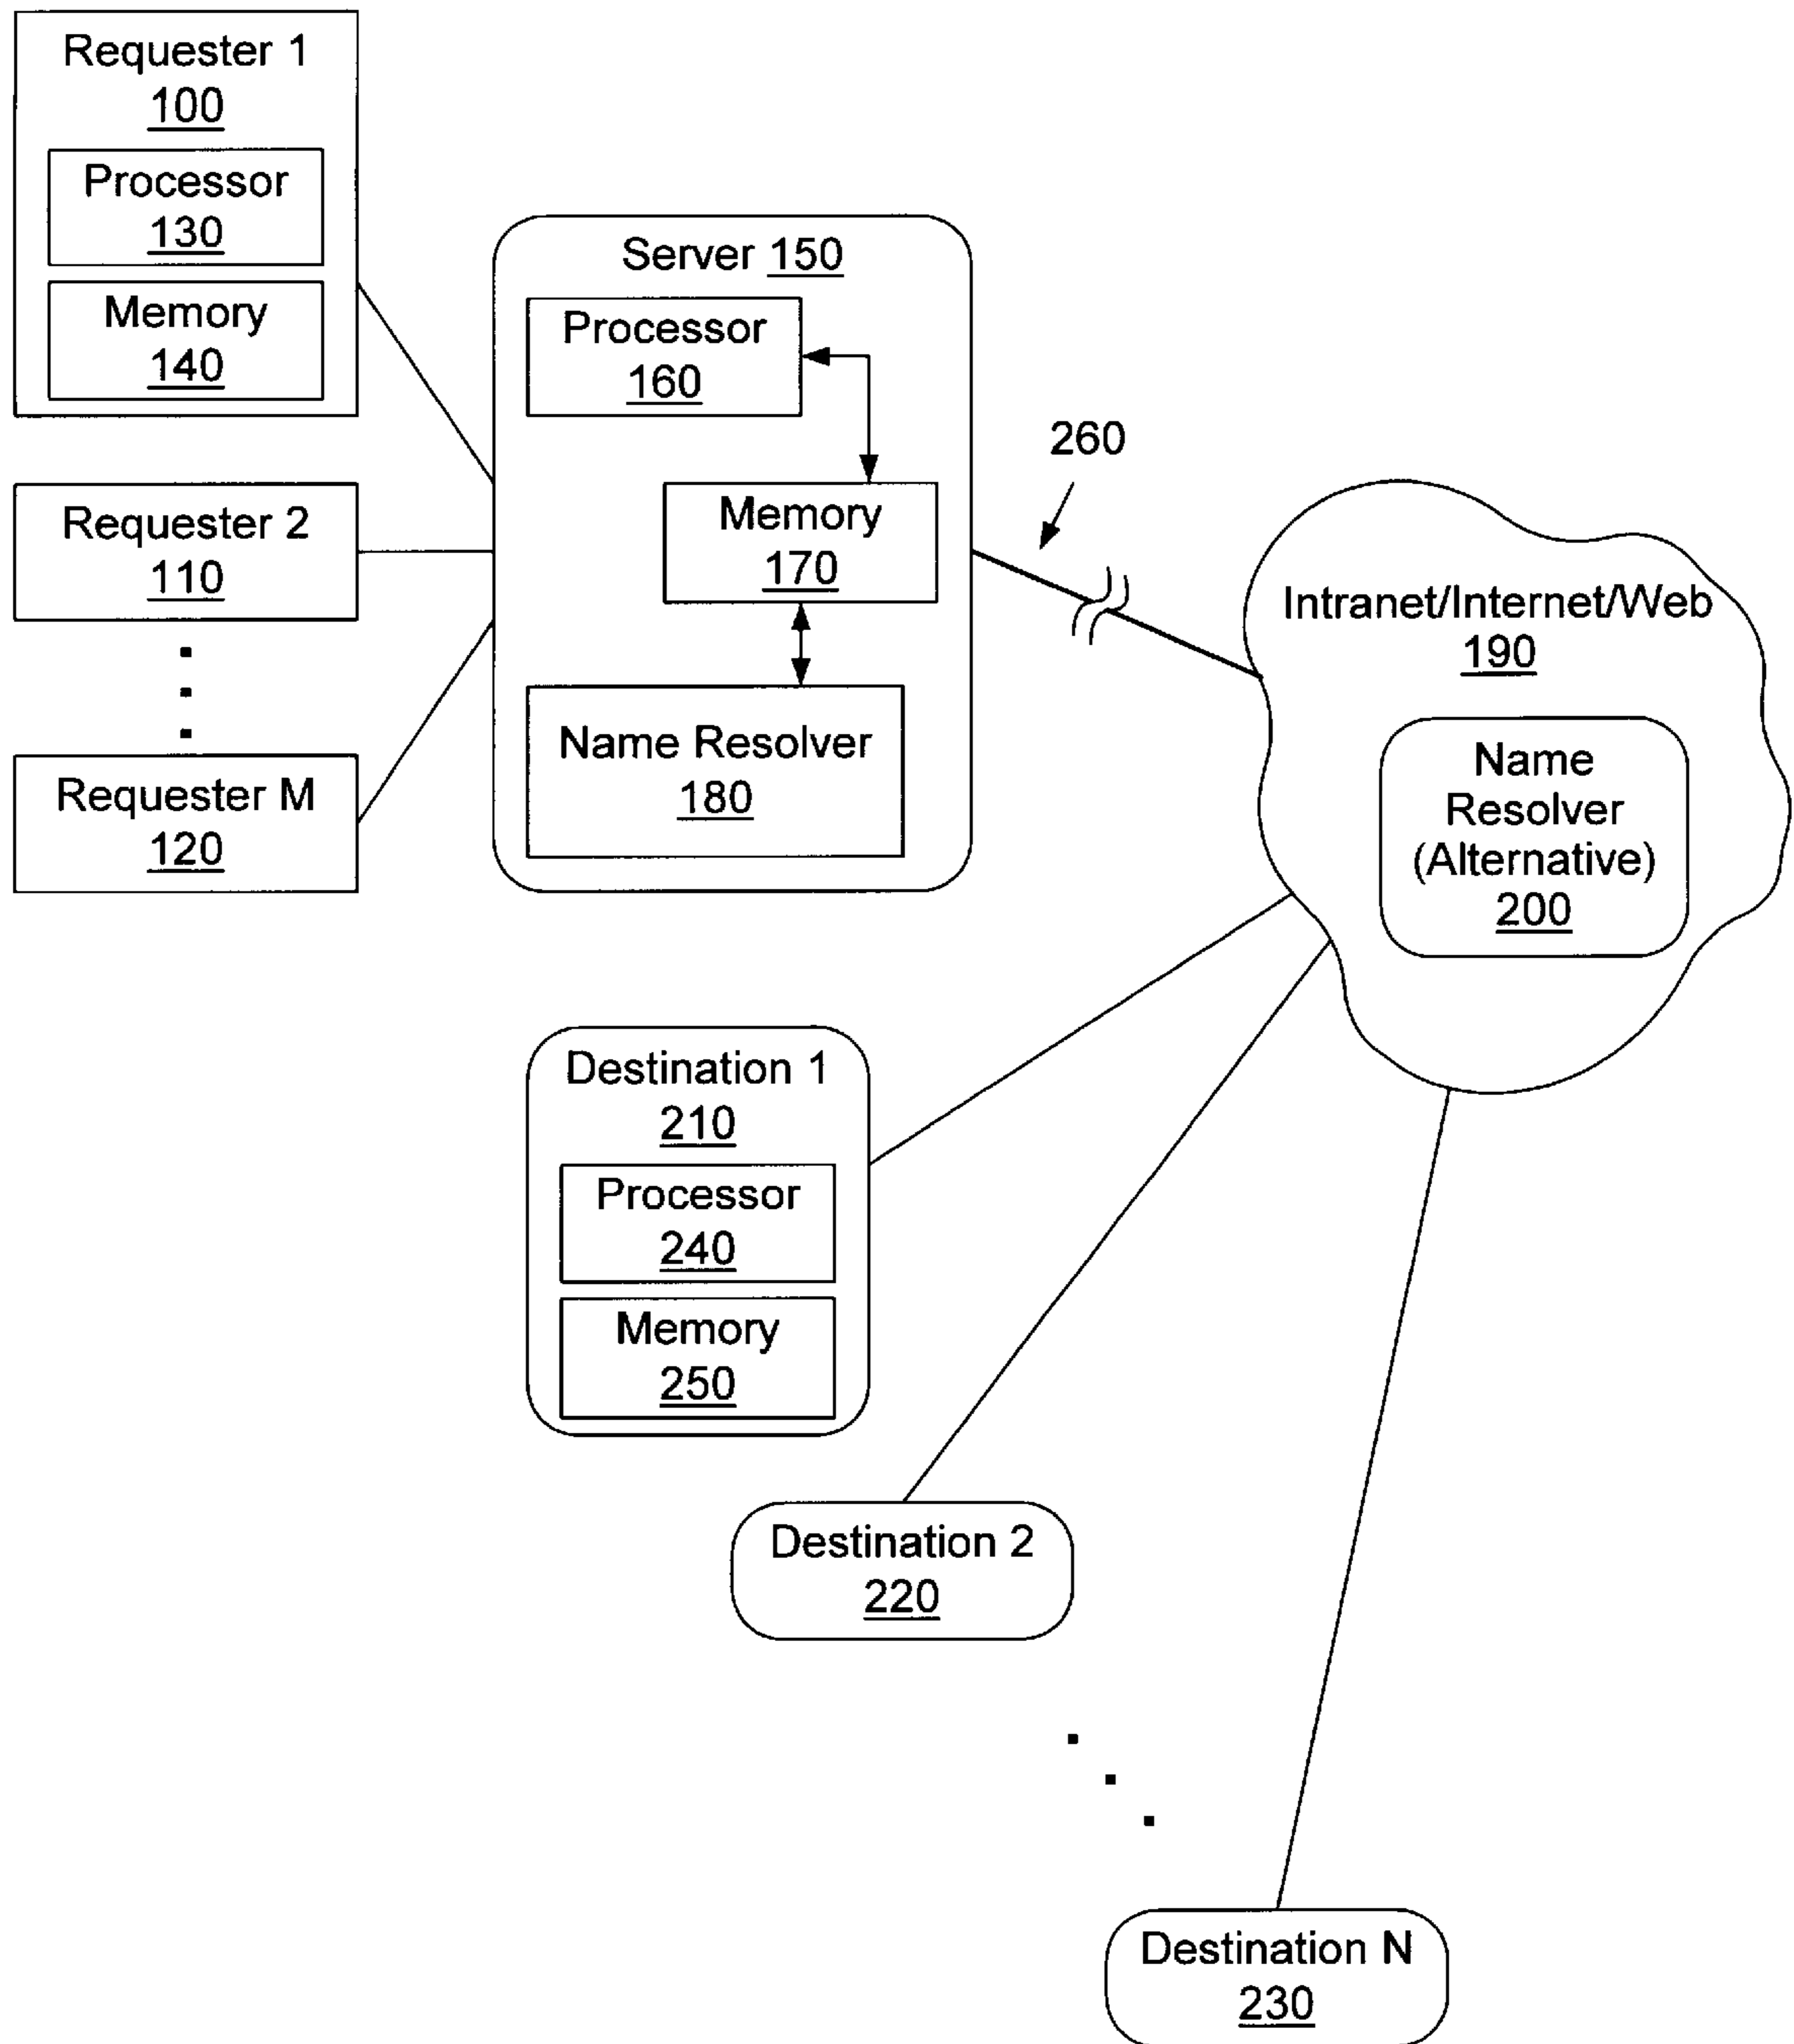 Requester 1
100
Processor
130
Memory
140
Requester 2
110
Requester M
120
Server 150
Processor
160
Memory
170
Name Resolver
180
260
Intranet/Internet/Web
190
Name
Resolver
(Alternative)
200
Destination 1
210
Processor
240
Memory
250
Destination 2
220
Destination N
230